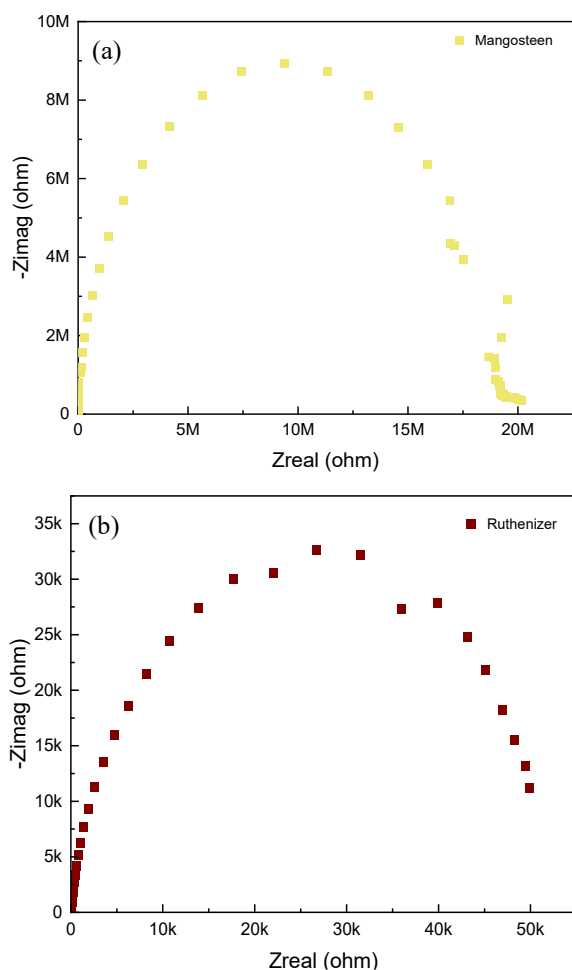 (a)
Mangosteen
10M
8M
6M
4M
2M
0
-Zimag (ohm)
0 5M 10M 15M 20M
Zreal (ohm)
(b)
Ruthenizer
35k
30k
25k
20k
15k
10k
5k
0
-Zimag (ohm)
0 10k 20k 30k 40k 50k
Zreal (ohm)